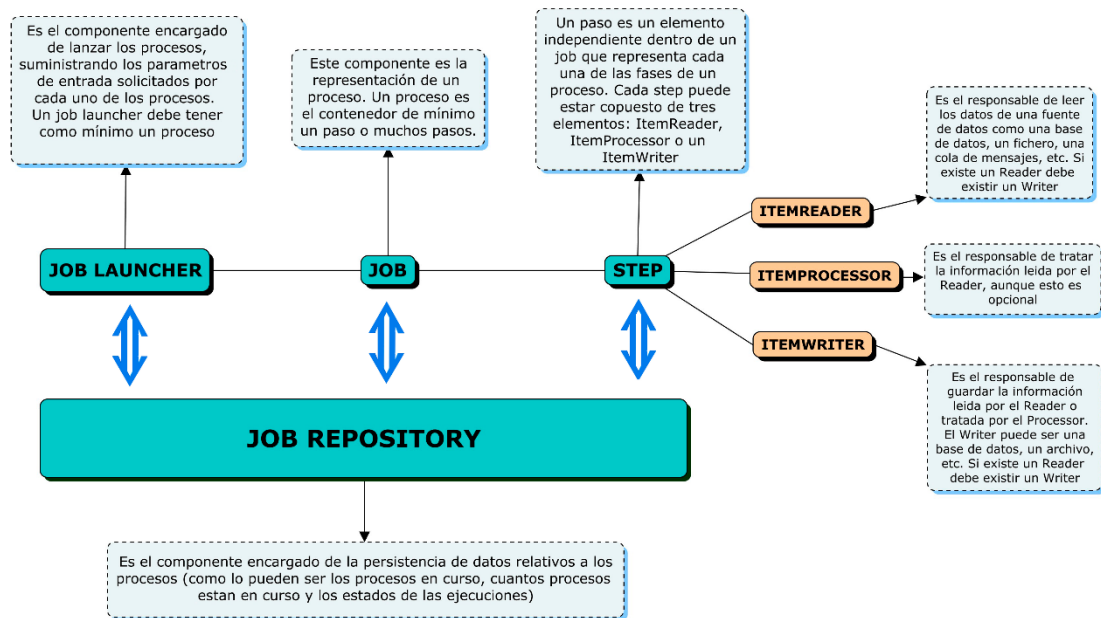 Es el componente encargado
de lanzar los procesos,
suministrando los parametros
de entrada solicitados por
cada uno de los procesos.
Un job launcher debe tener
como mínimo un proceso
Este componente es la
representación de un
proceso. Un proceso es
el contenedor de mínimo
un paso o muchos pasos.
Un paso es un elemento
independiente dentro de un
job que representa cada
una de las fases de un
proceso. Cada step puede
estar copuesto de tres
elementos: ItemReader,
ItemProcessor o un
ItemWriter
Es el responsable de leer
los datos de una fuente
de datos como una base
de datos, un fichero, una
cola de mensajes, etc. Si
existe un Reader debe
existir un Writer
JOB LAUNCHER
JOB
STEP
ITEMREADER
ITEMPROCESSOR
ITEMWRITER
Es el responsable de tratar
la información leida por el
Reader, aunque esto es
opcional
Es el responsable de
guardar la información
leida por el Reader o
tratada por el Processor.
El Writer puede ser una
base de datos, un archivo,
etc. Si existe un Reader
debe existir un Writer
JOB REPOSITORY
Es el componente encargado de la persistencia de datos relativos a los
procesos (como lo pueden ser los procesos en curso, cuantos procesos
estan en curso y los estados de las ejecuciones)